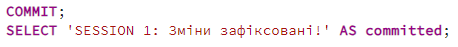 COMMIT;
SELECT 'SESSION 1: Зміни зафіксовані!' AS committed;